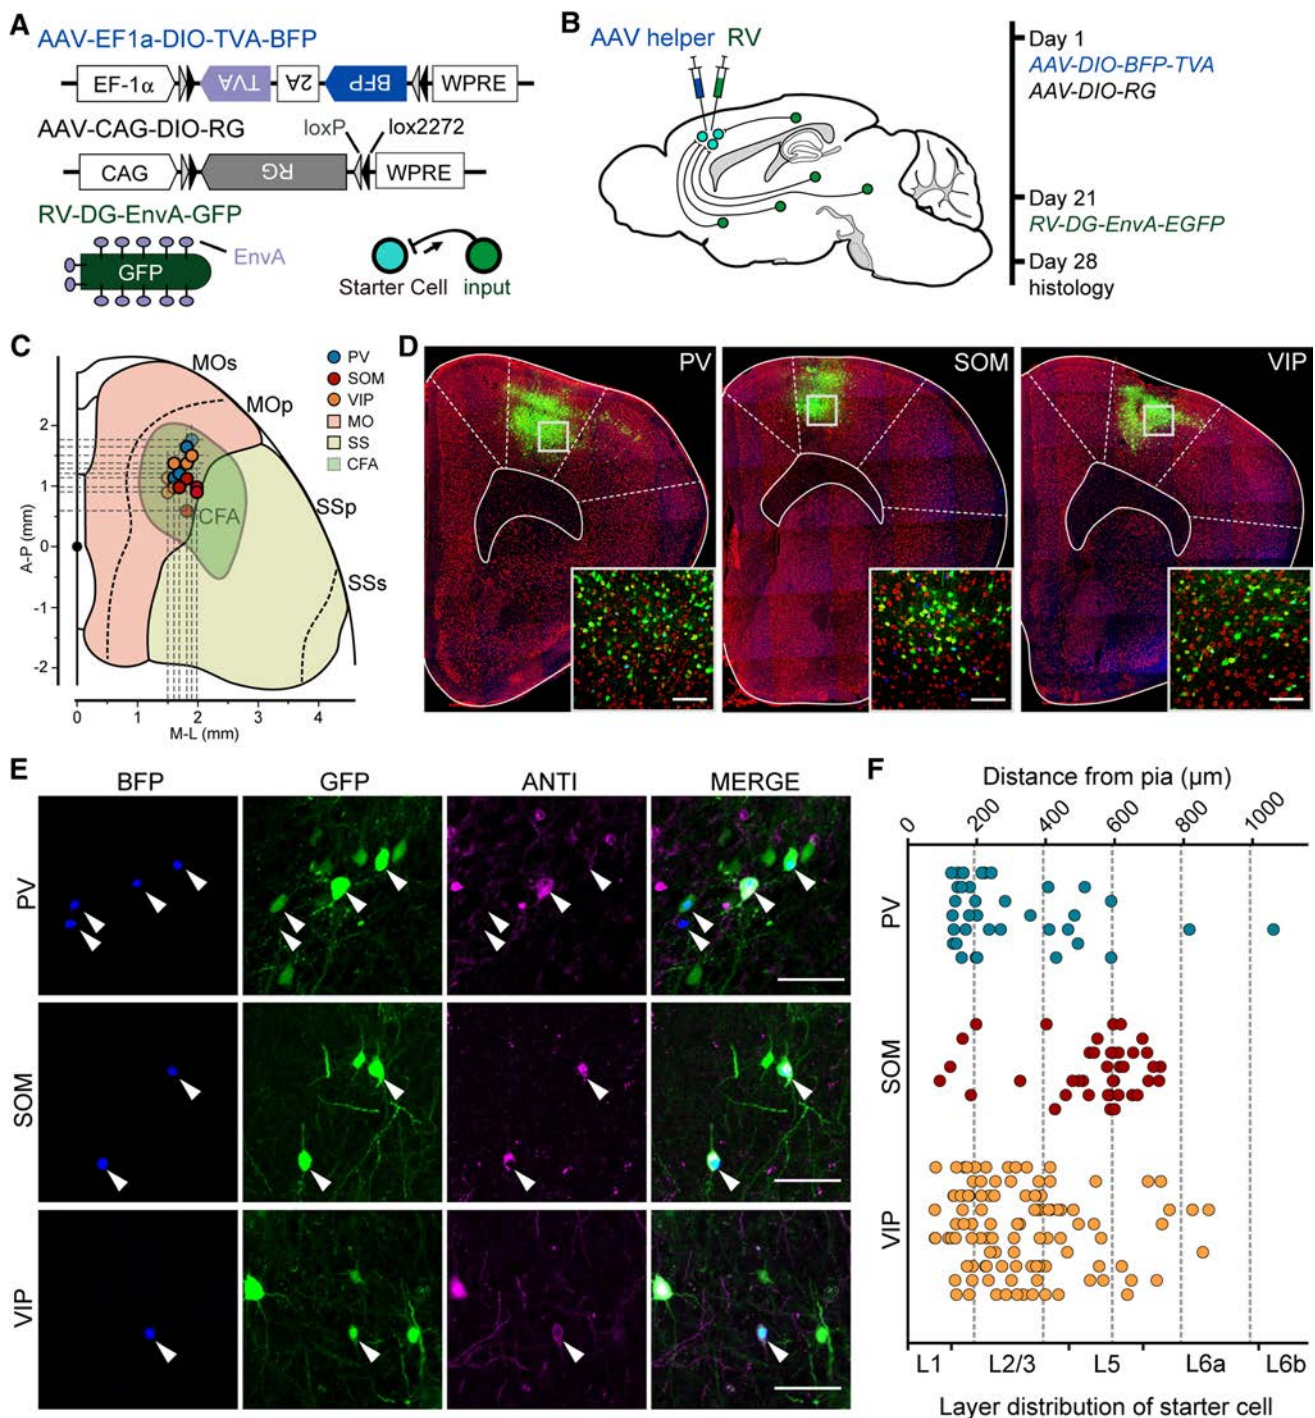 A
AAV-EF1a-DIO-TVA-BFP
EF-1α
TVA
2A
BFP
WPRE
AAV-CAG-DIO-RG
loxP
lox2272
CAG
RG
WPRE
RV-DG-EnvA-GFP
GFP
EnvA
Starter Cell
input
B
AAV helper RV
Day 1
AAV-DIO-BFP-TVA
AAV-DIO-RG
Day 21
RV-DG-EnvA-EGFP
Day 28
histology
C
MOs
MOp
SSp
SSs
CFA
PV
SOM
VIP
MO
SS
CFA
A-P (mm)
2
1
0
-1
-2
0 1 2 3 4
M-L (mm)
D
PV
SOM
VIP
E
BFP GFP ANTI MERGE
PV
SOM
VIP
F
Distance from pia (μm)
0 200 400 600 800 1000
PV
SOM
VIP
L1 L2/3 L5 L6a L6b
Layer distribution of starter cell